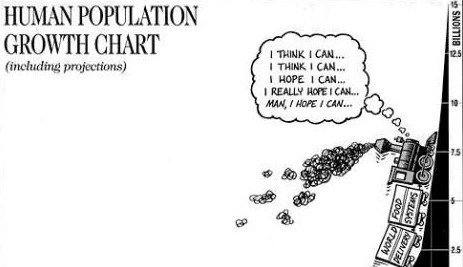 HUMAN POPULATION
GROWTH CHART
(including projections)
I THINK I CAN...
I THINK I CAN...
I HOPE I CAN...
I REALLY HOPE I CAN...
MAN, I HOPE I CAN...
BILLIONS
15
12.5
10
7.5
5
2.5
WORLD FOOD
DELIVERY SYSTEMS